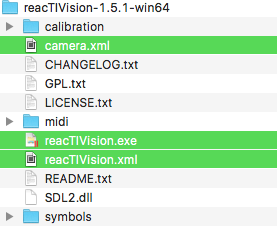 reacTIVision-1.5.1-win64
calibration
camera.xml
CHANGELOG.txt
GPL.txt
LICENSE.txt
midi
reacTIVision.exe
reacTIVision.xml
README.txt
SDL2.dll
symbols